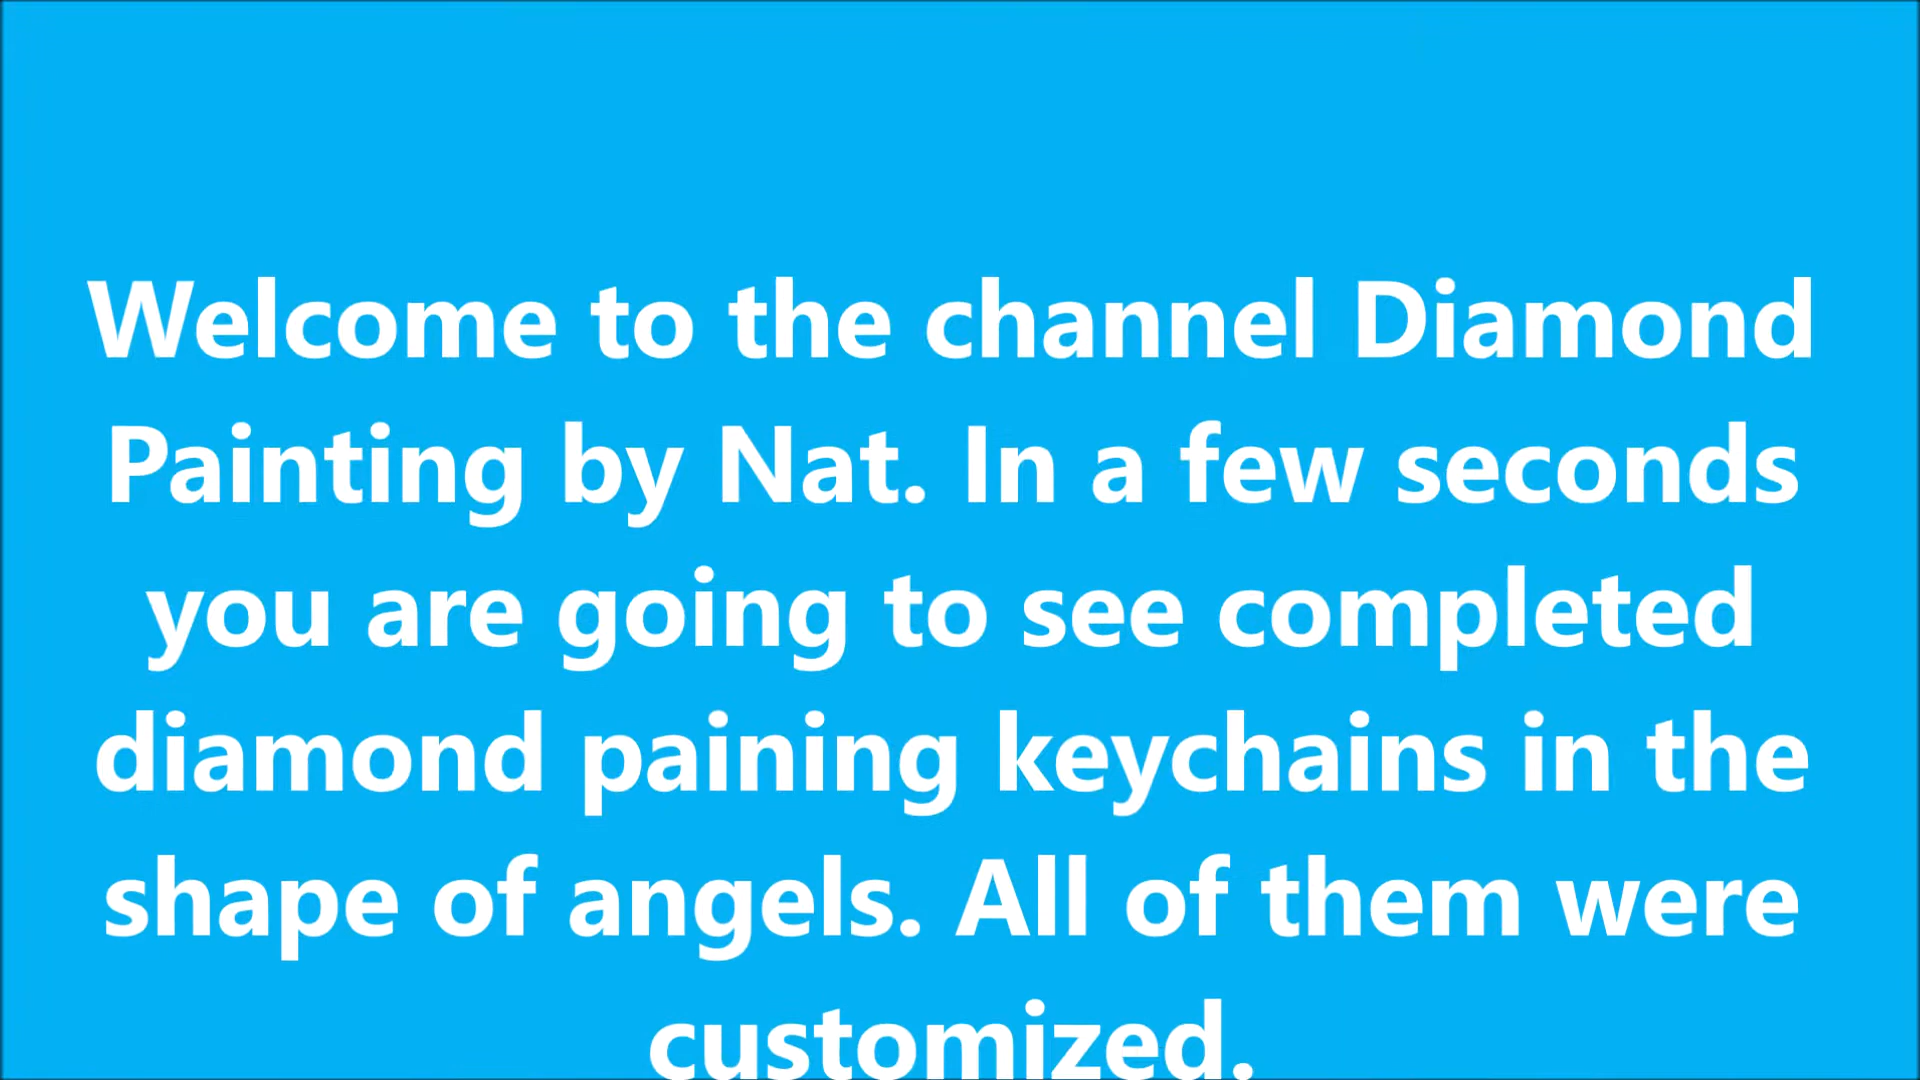 Welcome to the channel Diamond
Painting by Nat. In a few seconds
you are going to see completed
diamond paining keychains in the
shape of angels. All of them were
customized.